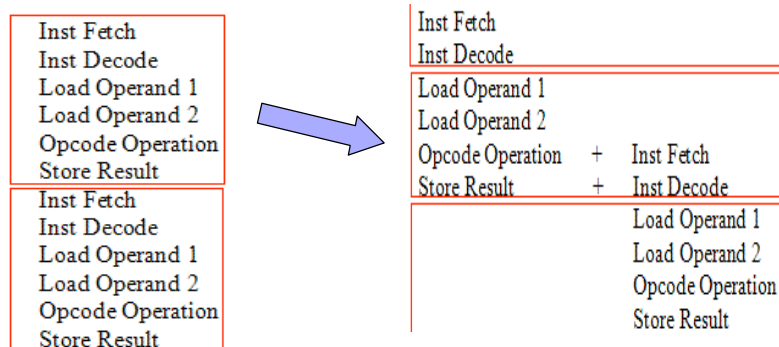 Inst Fetch
Inst Decode
Load Operand 1
Load Operand 2
Opcode Operation
Store Result
Inst Fetch
Inst Decode
Load Operand 1
Load Operand 2
Opcode Operation
Store Result
Inst Fetch
Inst Decode
Load Operand 1
Load Operand 2
Opcode Operation + Inst Fetch
Store Result + Inst Decode
Load Operand 1
Load Operand 2
Opcode Operation
Store Result